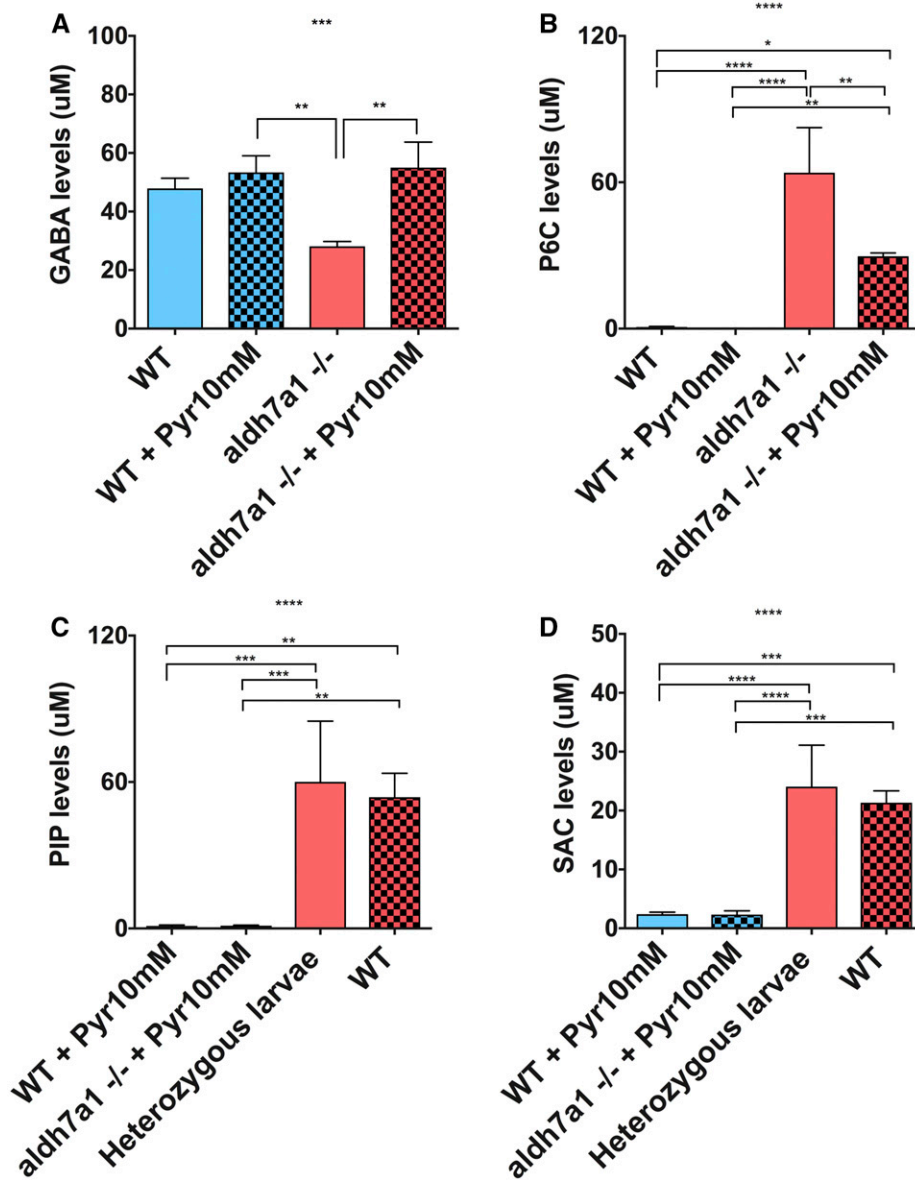 A
***
100
80
60
40
20
0
GABA levels (uM)
**
**
WT
WT + Pyr10mM
aldh7a1 -/-
aldh7a1 -/- + Pyr10mM
B
****
120
60
0
P6C levels (uM)
*
****
****
**
**
WT
WT + Pyr10mM
aldh7a1 -/-
aldh7a1 -/- + Pyr10mM
C
****
120
60
0
PIP levels (uM)
**
***
***
**
WT + Pyr10mM
aldh7a1 -/- + Pyr10mM
Heterozygous larvae
WT
D
****
50
40
30
20
10
0
SAC levels (uM)
***
****
****
***
WT + Pyr10mM
aldh7a1 -/- + Pyr10mM
Heterozygous larvae
WT